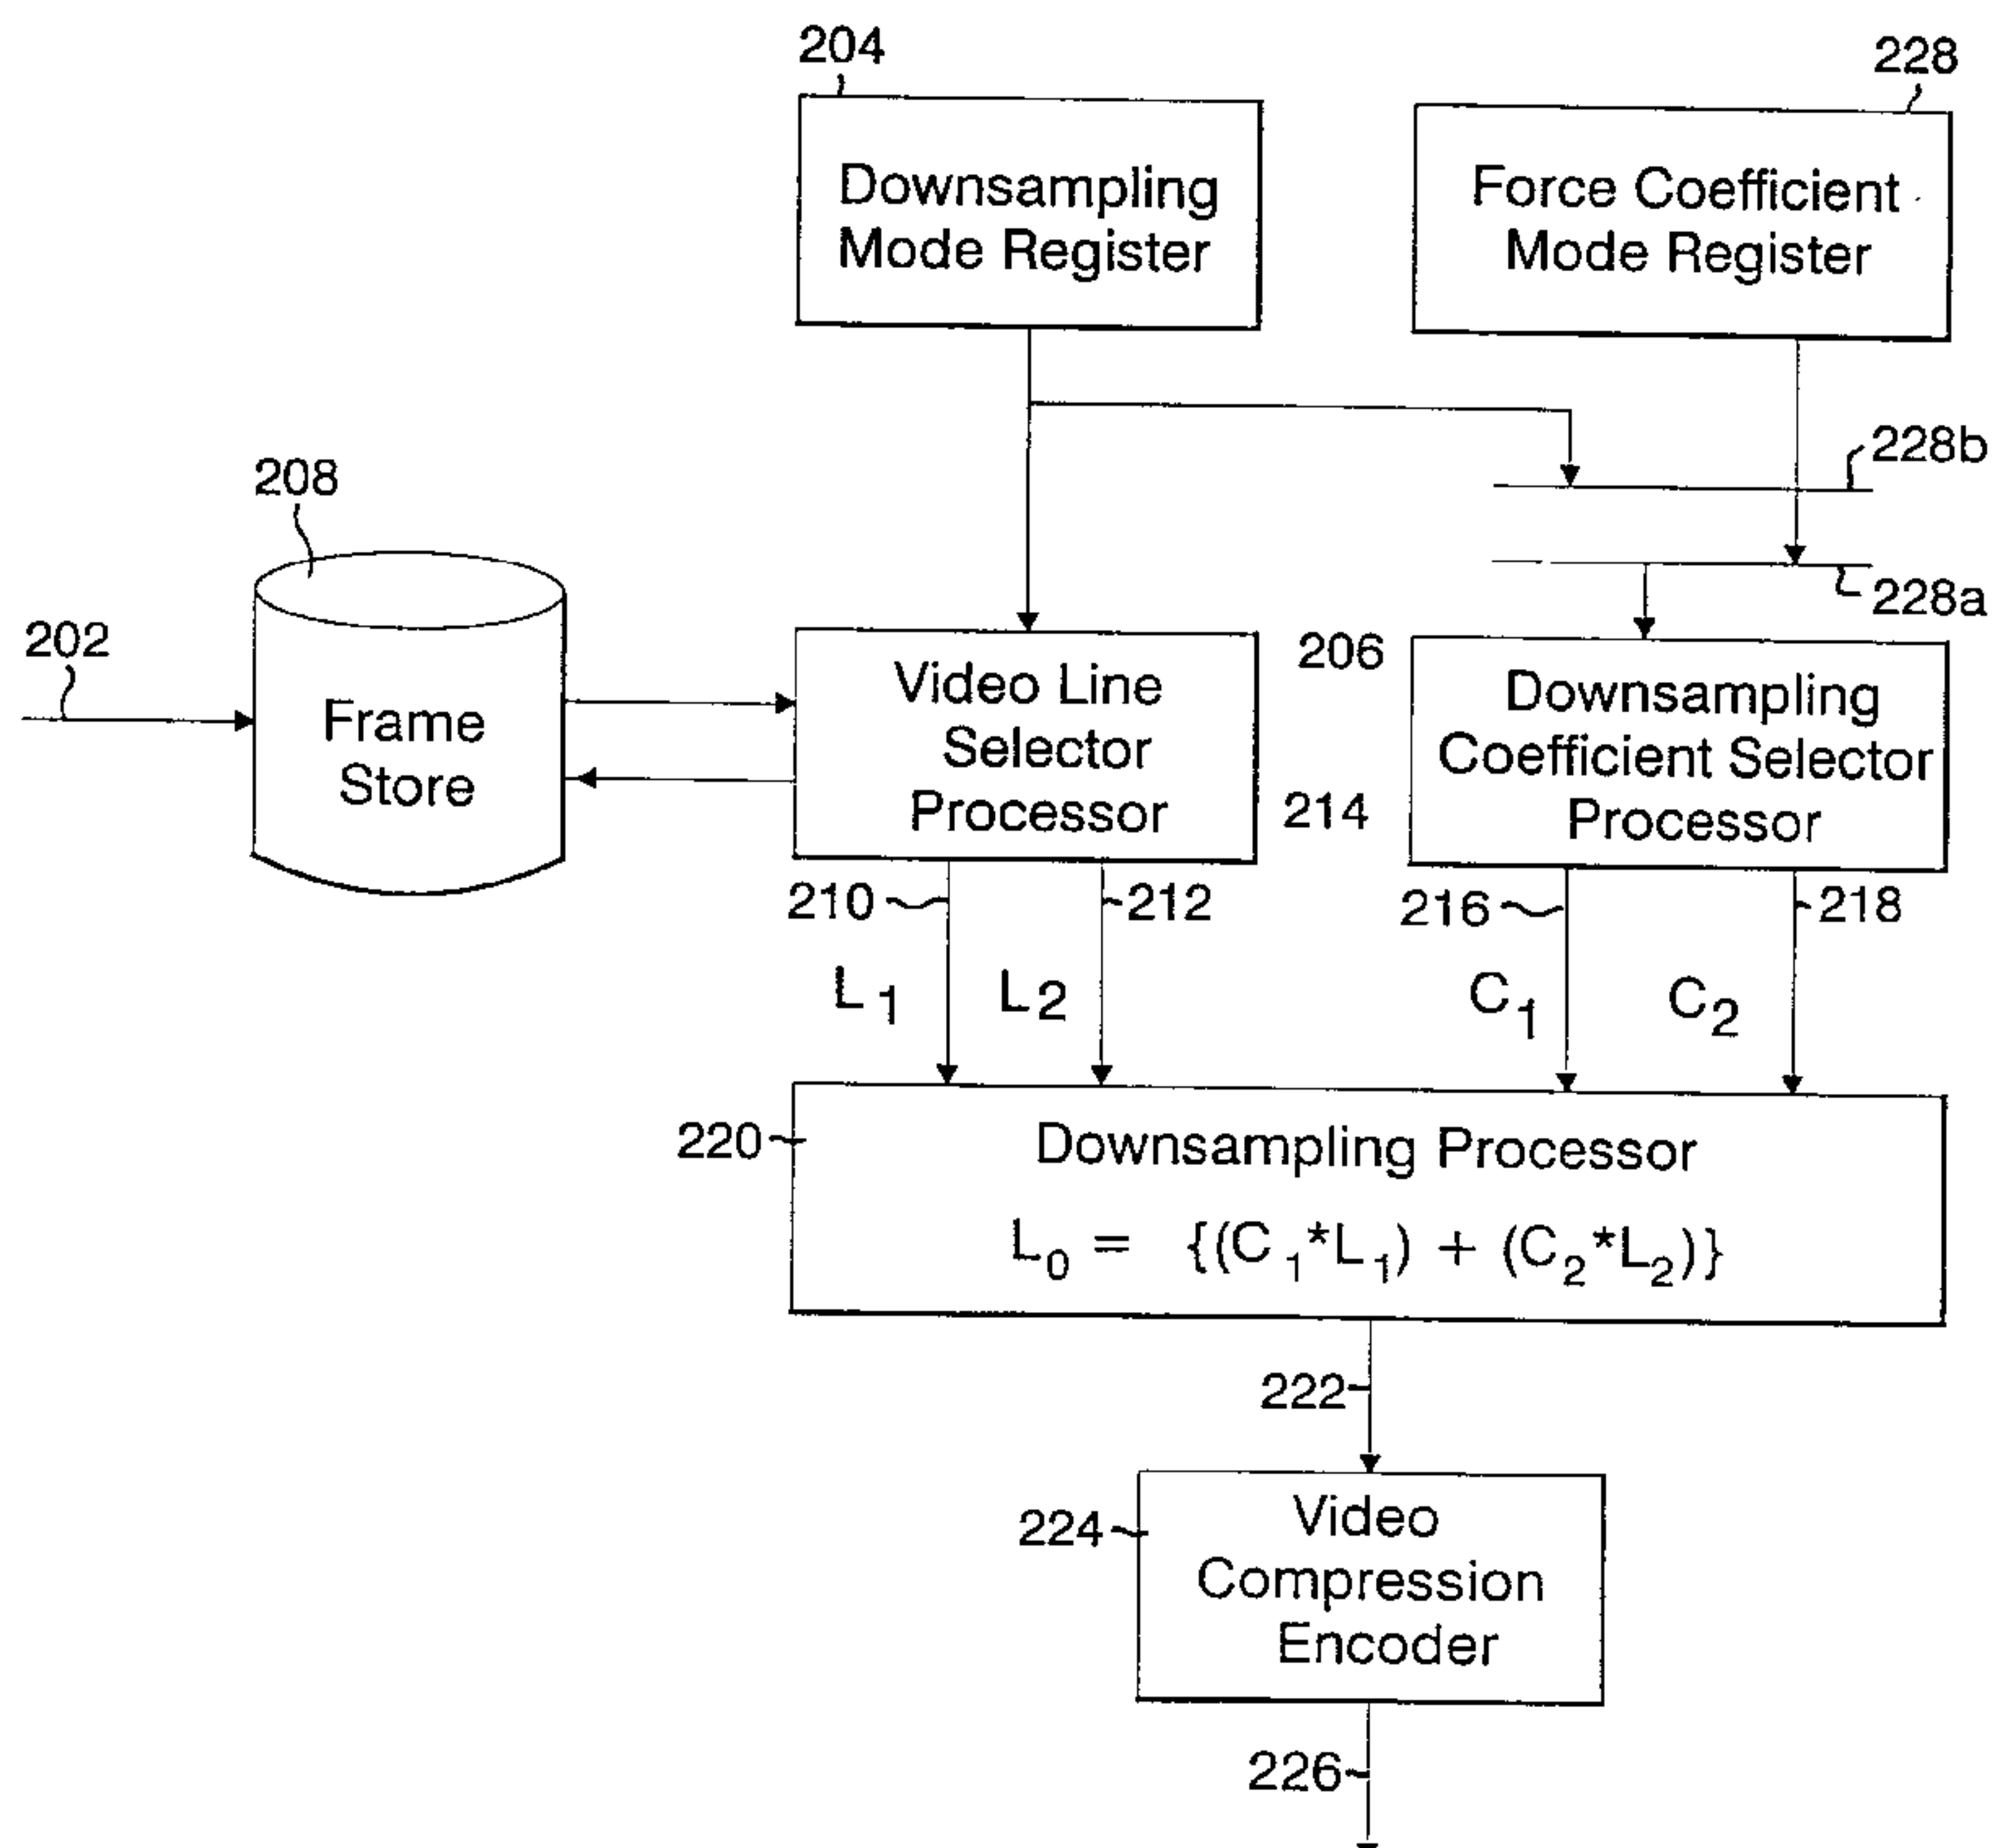 204
228
Downsampling
Mode Register
Force Coefficient
Mode Register
228b
228a
208
202
Frame
Store
Video Line
Selector
Processor
206
214
Downsampling
Coefficient Selector
Processor
210
212
216
218
L1
L2
C1
C2
220
Downsampling Processor
L0 = {(C1*L1) + (C2*L2)}
222
224
Video
Compression
Encoder
226